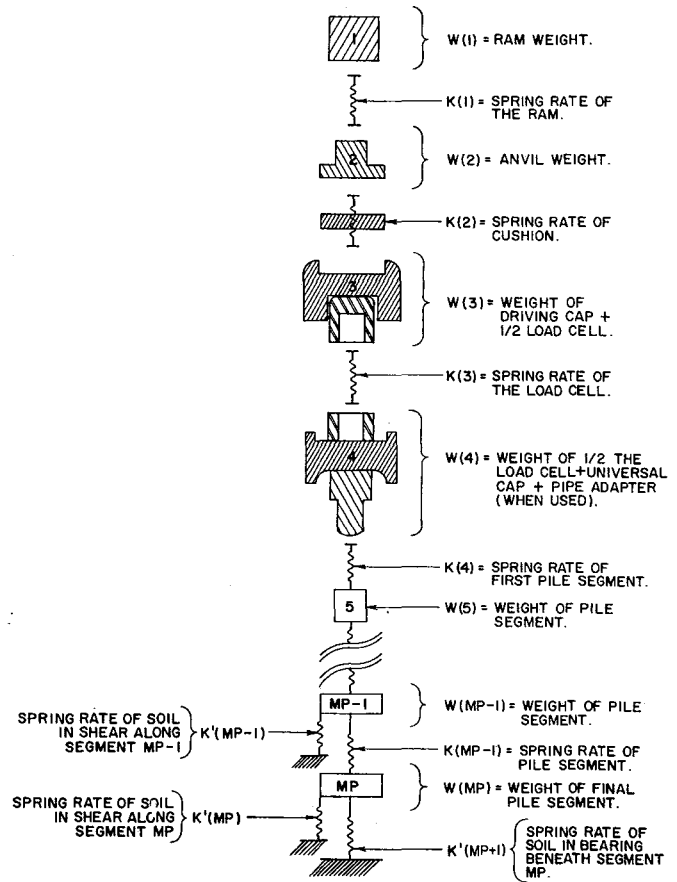 1
W(1) = RAM WEIGHT.
K(1) = SPRING RATE OF
THE RAM.
2
W(2) = ANVIL WEIGHT.
K(2) = SPRING RATE OF
CUSHION.
3
W(3) = WEIGHT OF
DRIVING CAP +
1/2 LOAD CELL.
K(3) = SPRING RATE OF
THE LOAD CELL.
4
W(4) = WEIGHT OF 1/2 THE
LOAD CELL+UNIVERSAL
CAP + PIPE ADAPTER
(WHEN USED).
K(4) = SPRING RATE OF
FIRST PILE SEGMENT.
5
W(5) = WEIGHT OF PILE
SEGMENT.
MP-1
W(MP-1) = WEIGHT OF PILE
SEGMENT.
SPRING RATE OF SOIL
IN SHEAR ALONG
SEGMENT MP-1
K'(MP-1)
K(MP-1) = SPRING RATE OF
PILE SEGMENT.
MP
W(MP) = WEIGHT OF FINAL
PILE SEGMENT.
SPRING RATE OF SOIL
IN SHEAR ALONG
SEGMENT MP
K'(MP)
K'(MP+1)
SPRING RATE OF
SOIL IN BEARING
BENEATH SEGMENT
MP.